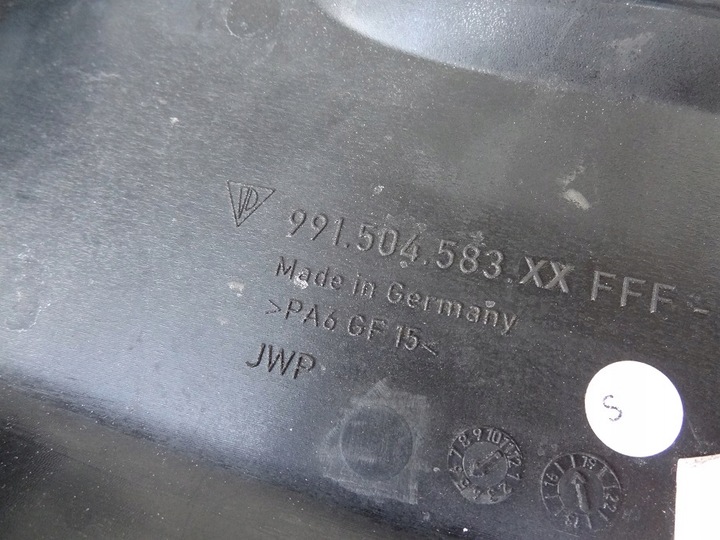 991.504.583.XX FFF -
Made in Germany
>PA6 GF 15<
JWP
S